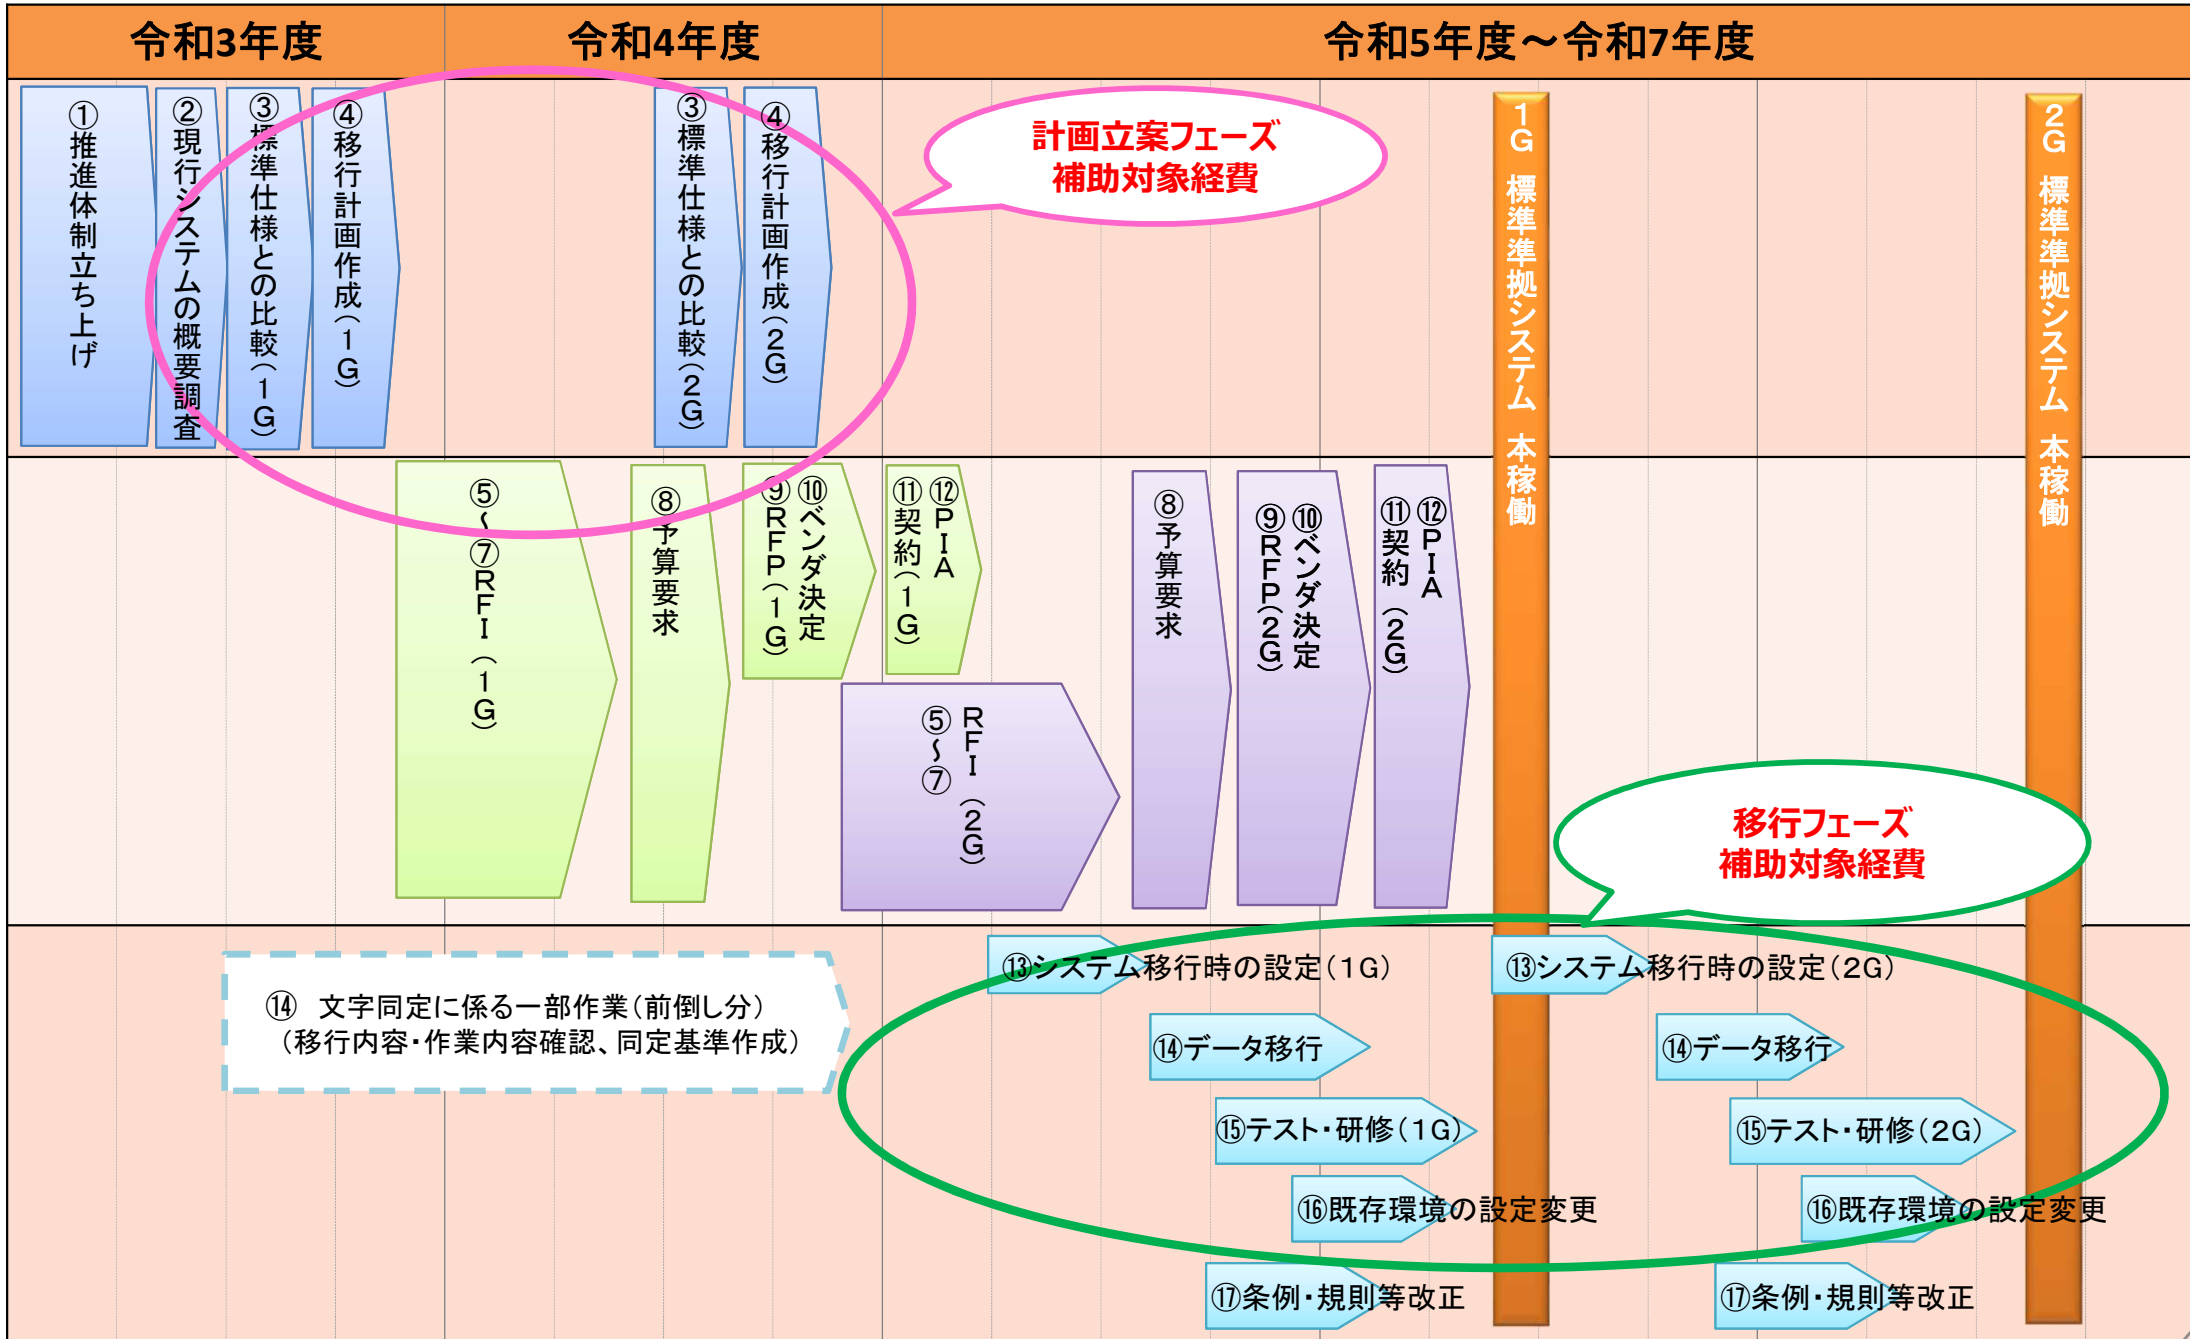 令和3年度
令和4年度
令和5年度～令和7年度
①推進体制立ち上げ
②現行システムの概要調査
③標準仕様との比較（1G）
④移行計画作成（1G）
③標準仕様との比較（2G）
④移行計画作成（2G）
計画立案フェーズ
補助対象経費
1G 標準準拠システム 本稼働
2G 標準準拠システム 本稼働
⑤～⑦RFI（1G）
⑧予算要求
⑩ベンダ決定
⑨RFP（1G）
⑫PIA
⑪契約（1G）
RFI（2G）
⑤～⑦
⑧予算要求
⑩ベンダ決定
⑨RFP（2G）
⑫PIA
⑪契約（2G）
移行フェーズ
補助対象経費
⑭ 文字同定に係る一部作業（前倒し分）
（移行内容・作業内容確認、同定基準作成）
⑬システム移行時の設定（1G）
⑬システム移行時の設定（2G）
⑭データ移行
⑭データ移行
⑮テスト・研修（1G）
⑮テスト・研修（2G）
⑯既存環境の設定変更
⑯既存環境の設定変更
⑰条例・規則等改正
⑰条例・規則等改正